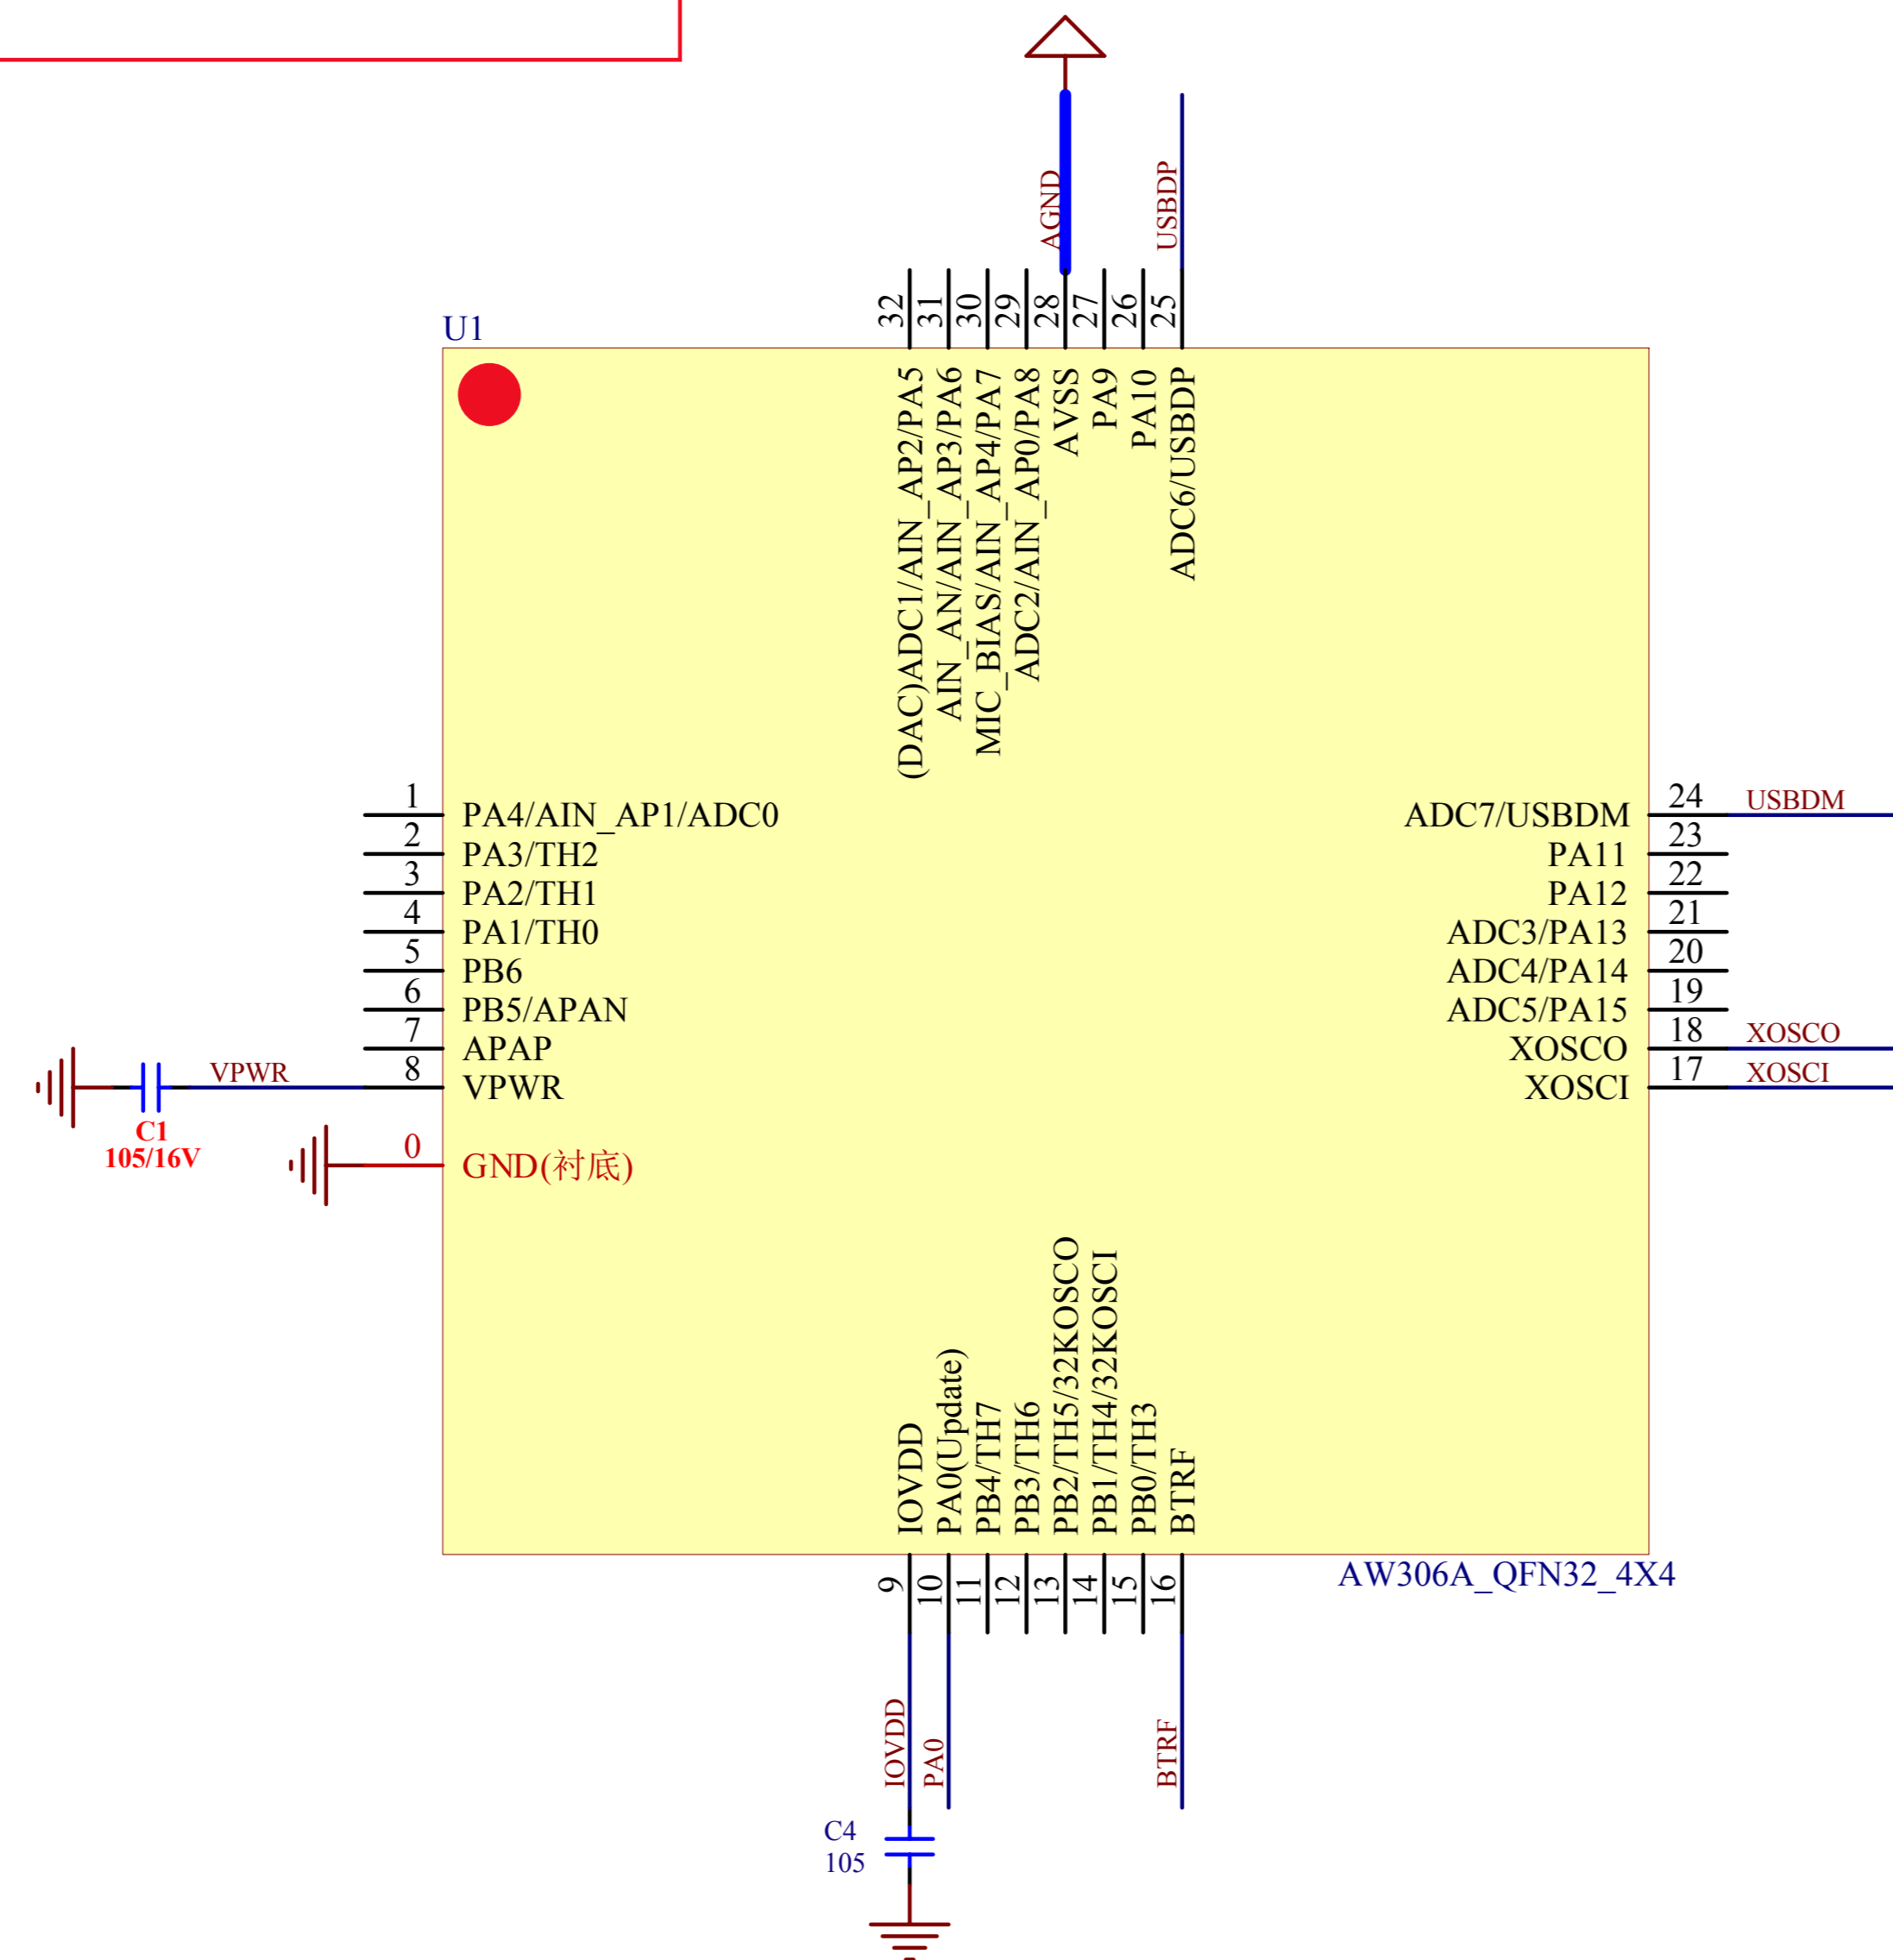 AGND
USBDP
32
31
30
29
28
27
26
25
U1
(DAC)ADC1/AIN_AP2/PA5
AIN_AN/AIN_AP3/PA6
MIC_BIAS/AIN_AP4/PA7
ADC2/AIN_AP0/PA8
AVSS
PA9
PA10
ADC6/USBDP
1 PA4/AIN_AP1/ADC0
2 PA3/TH2
3 PA2/TH1
4 PA1/TH0
5 PB6
6 PB5/APAN
7 APAP
VPWR 8 VPWR
C1
105/16V
0 GND(衬底)
ADC7/USBDM 24 USBDM
PA11 23
PA12 22
ADC3/PA13 21
ADC4/PA14 20
ADC5/PA15 19
XOSCO 18 XOSCO
XOSCI 17 XOSCI
IOVDD
PA0(Update)
PB4/TH7
PB3/TH6
PB2/TH5/32KOSCO
PB1/TH4/32KOSCI
PB0/TH3
BTRF
9
10
11
12
13
14
15
16
AW306A_QFN32_4X4
IOVDD
PA0
BTRF
C4
105